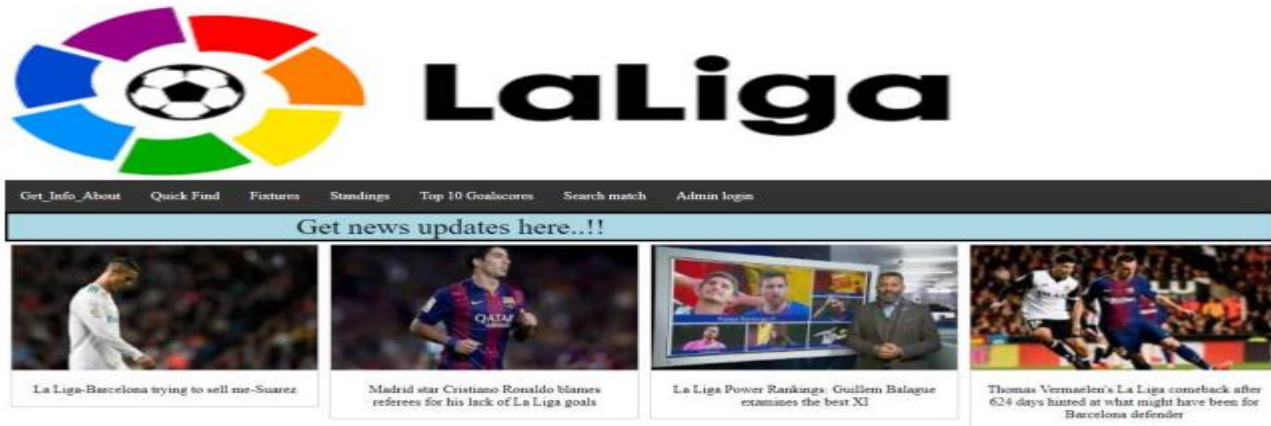 LaLiga
Get_Info_About Quick Find Fixtures Standings Top 10 Goalscores Search match Admin login
Get news updates here..!!
QATAR
La Liga-Barcelona trying to sell me-Suarez
Madrid star Cristiano Ronaldo blames
referees for his lack of La Liga goals
La Liga Power Rankings: Guillem Balague
examines the best XI
Thomas Vermaelen's La Liga comeback after
624 days hinted at what might have been for
Barcelona defender